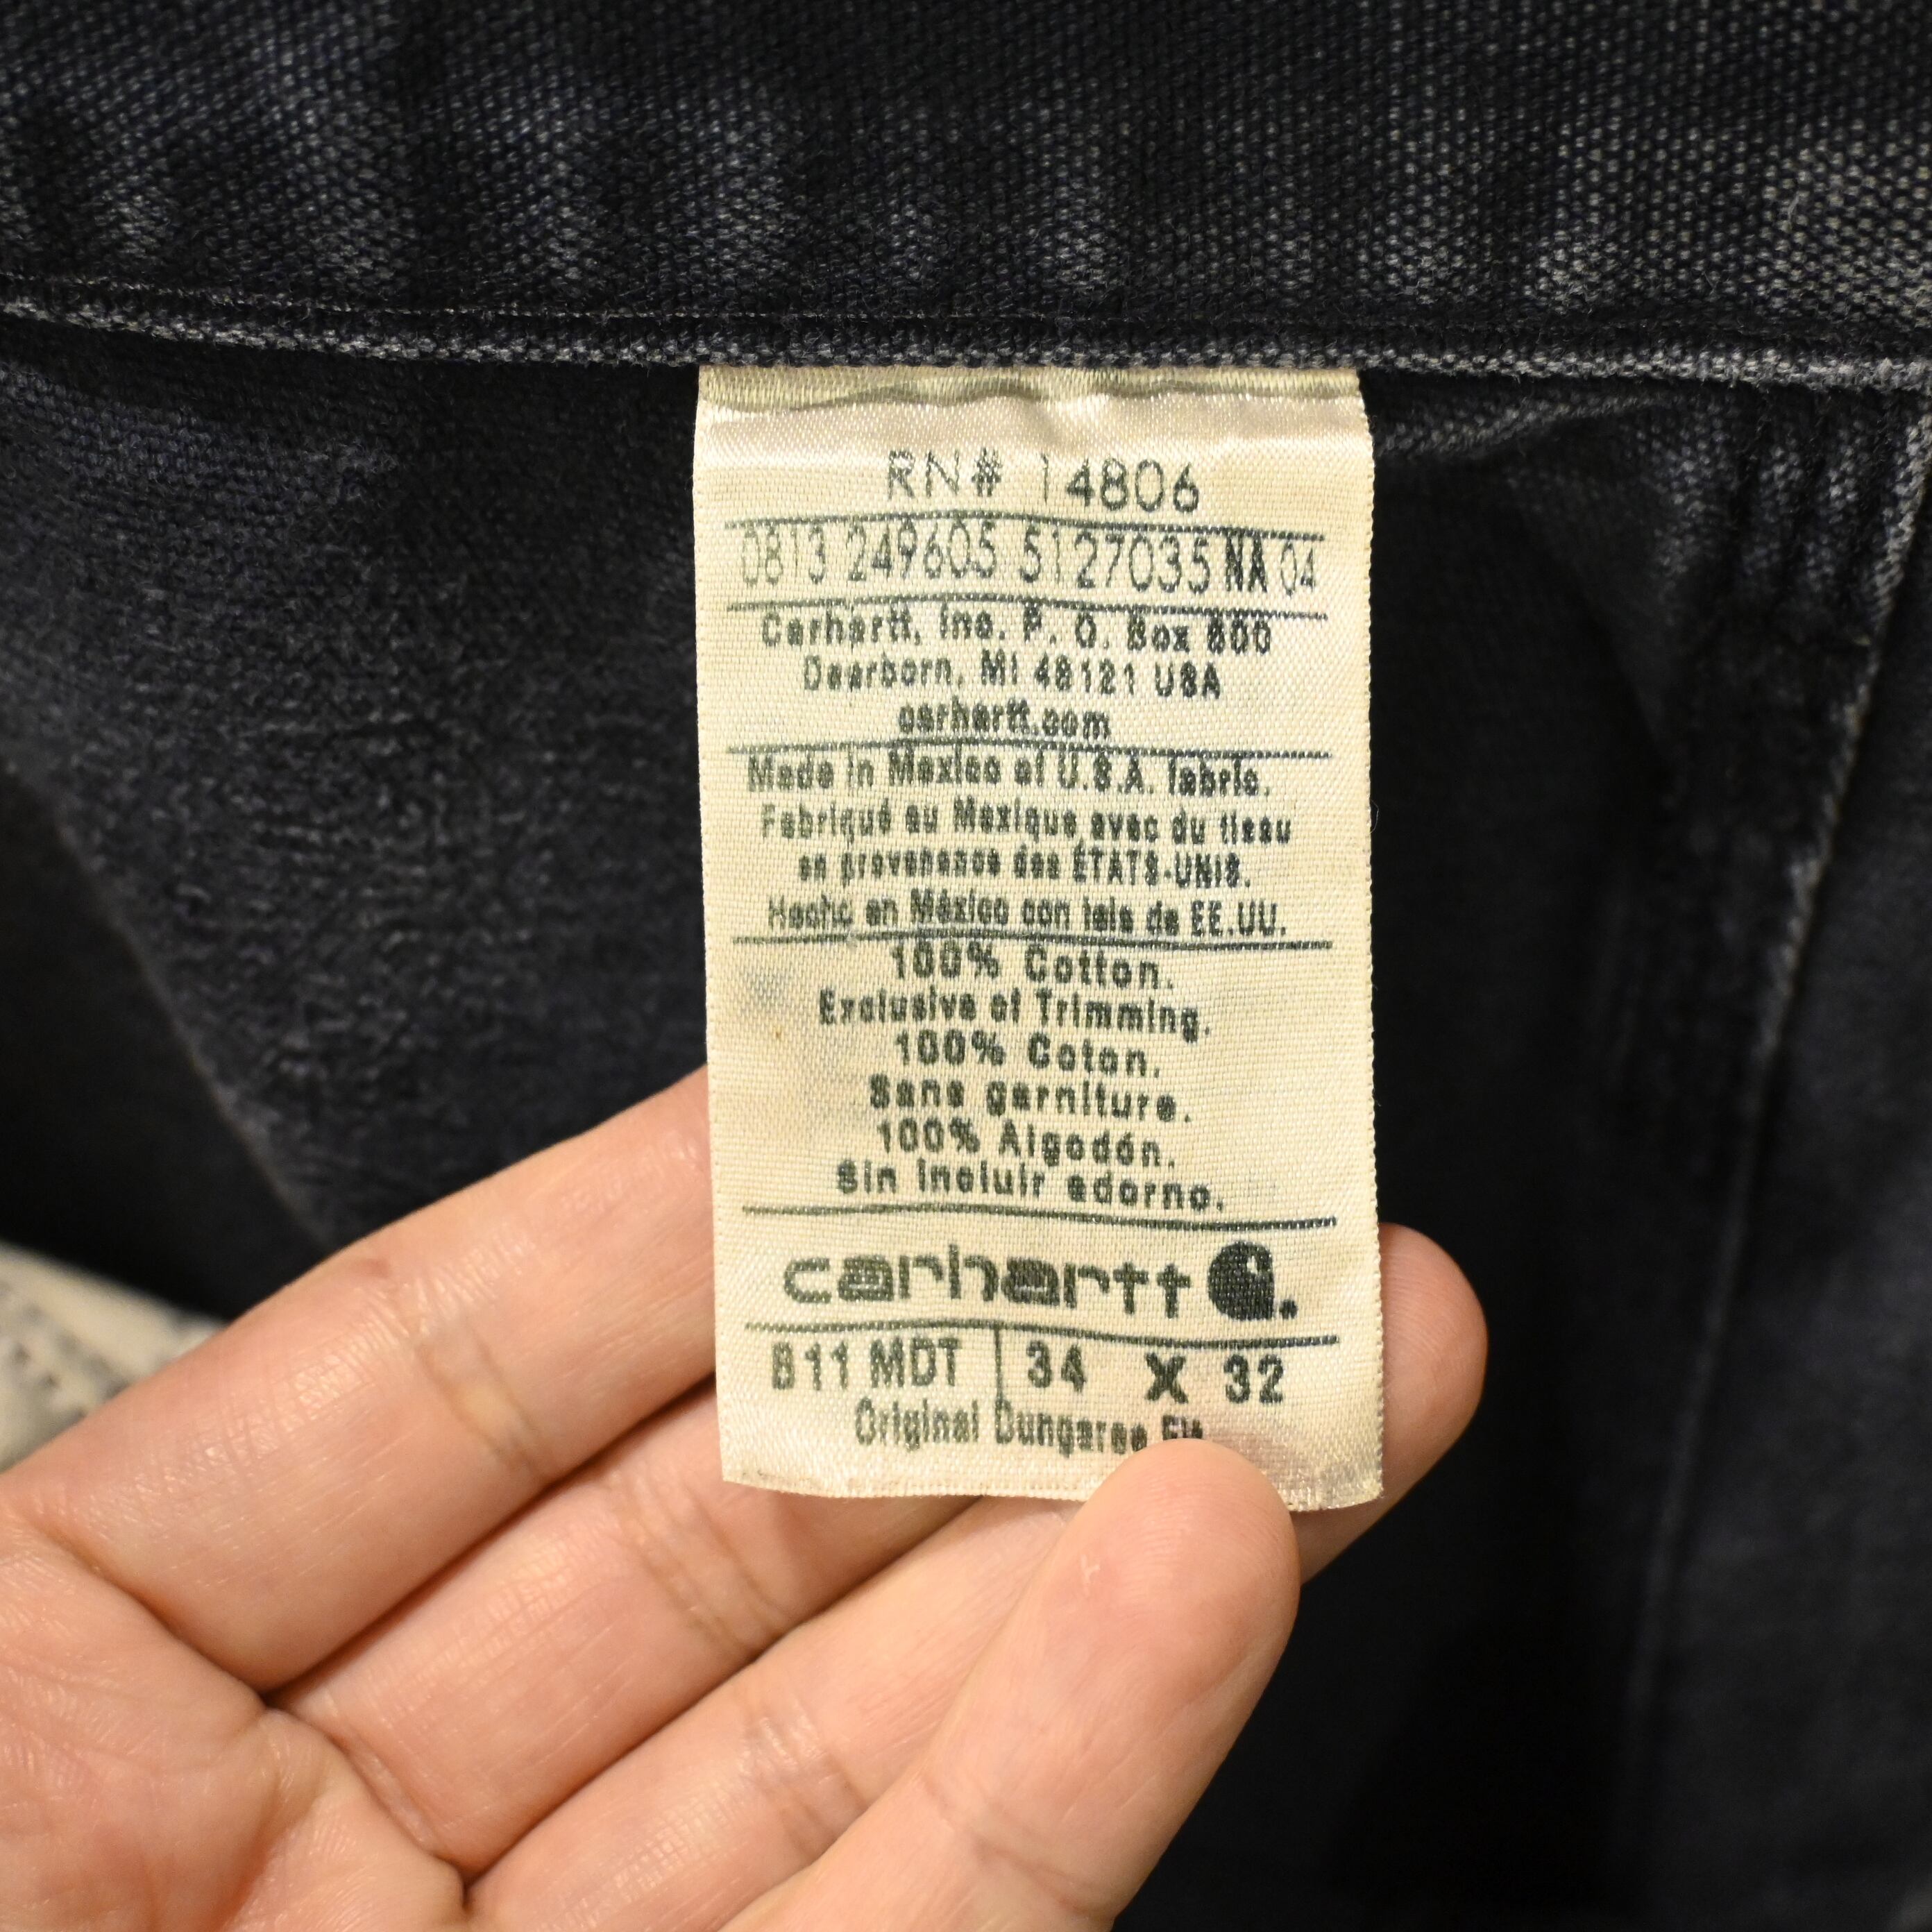 RN# 14806
0813 249605 5127035 NA 04
Carhartt, Inc. P. O. Box 600
Dearborn, MI 48121 USA
carhartt.com
Made in Mexico of U.S.A. fabric.
Fabriqué au Mexique avec du tissu
en provenance des ÉTATS-UNIS.
Hecho en México con tela de EE.UU.
100% Cotton.
Exclusive of Trimming.
100% Coton.
Sans garniture.
100% Algodón.
Sin incluir adorno.
carhartt
B11 MDT 34 X 32
Original Dungaree Fit